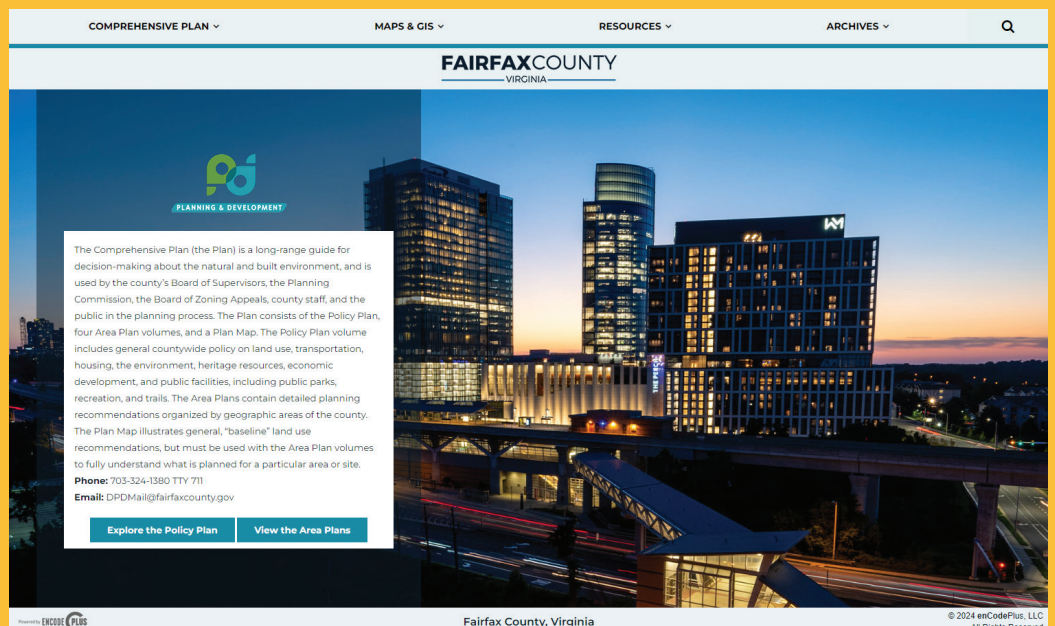 COMPREHENSIVE PLAN MAPS & GIS RESOURCES ARCHIVES
FAIRFAXCOUNTY
VIRGINIA
PLANNING & DEVELOPMENT
The Comprehensive Plan (the Plan) is a long-range guide for
decision-making about the natural and built environment, and is
used by the county's Board of Supervisors, the Planning
Commission, the Board of Zoning Appeals, county staff, and the
public in the planning process. The Plan consists of the Policy Plan,
four Area Plan volumes, and a Plan Map. The Policy Plan volume
includes general countywide policy on land use, transportation,
housing, the environment, heritage resources, economic
development, and public facilities, including public parks,
recreation, and trails. The Area Plans contain detailed planning
recommendations organized by geographic areas of the county.
The Plan Map illustrates general, "baseline" land use
recommendations, but must be used with the Area Plan volumes
to fully understand what is planned for a particular area or site.
Phone: 703-324-1380 TTY 711
Email: DPDMail@fairfaxcounty.gov
Explore the Policy Plan View the Area Plans
Powered by ENCODE PLUS
Fairfax County, Virginia
© 2024 enCodePlus, LLC
All Rights Reserved